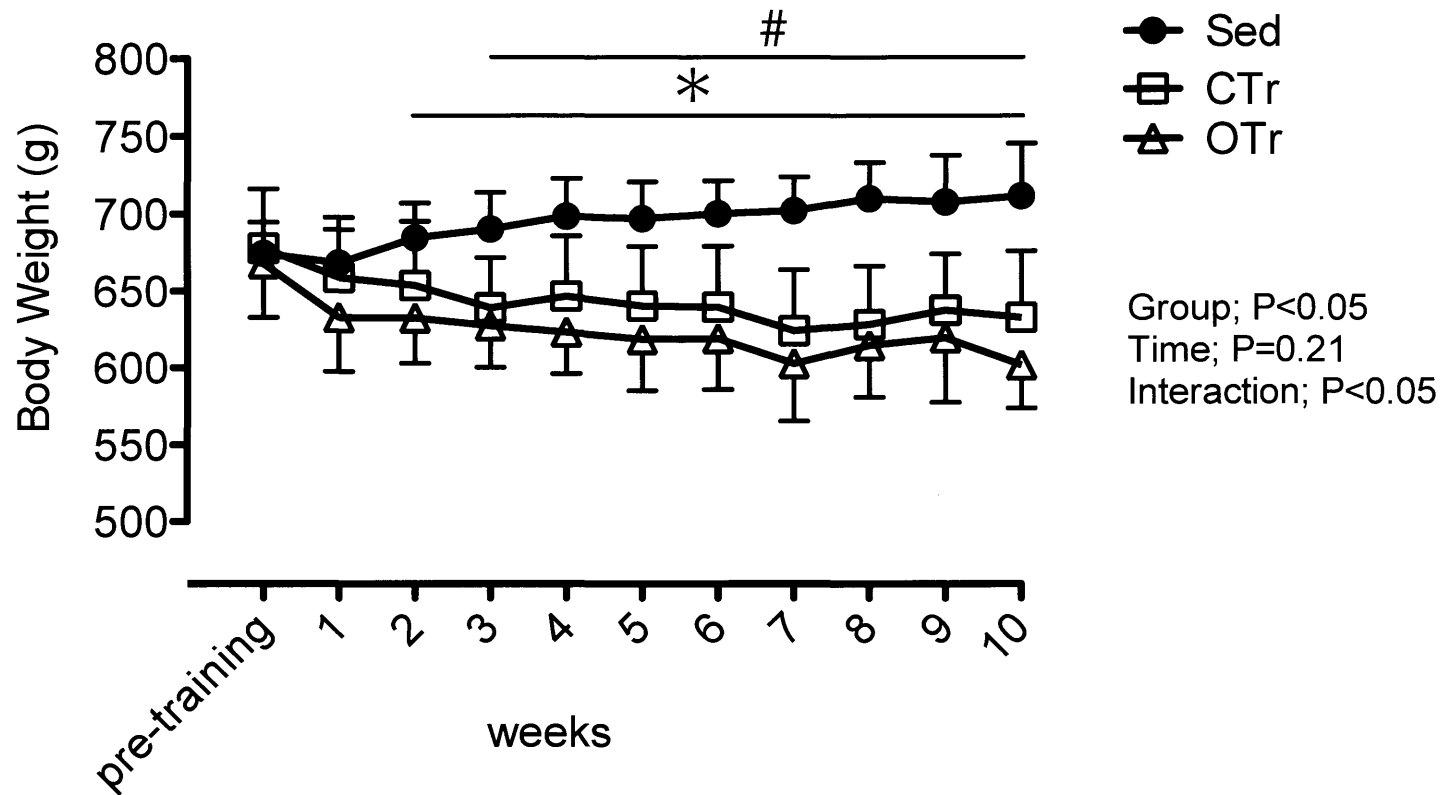 #
*
Sed
CTr
OTr
Body Weight (g)
800
750
700
650
600
550
500
Group; P<0.05
Time; P=0.21
Interaction; P<0.05
pre-training
1
2
3
4
5
6
7
8
9
10
weeks